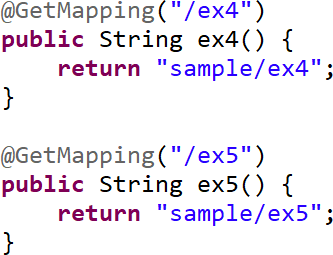 @GetMapping("/ex4")
public String ex4() {
    return "sample/ex4";
}

@GetMapping("/ex5")
public String ex5() {
    return "sample/ex5";
}